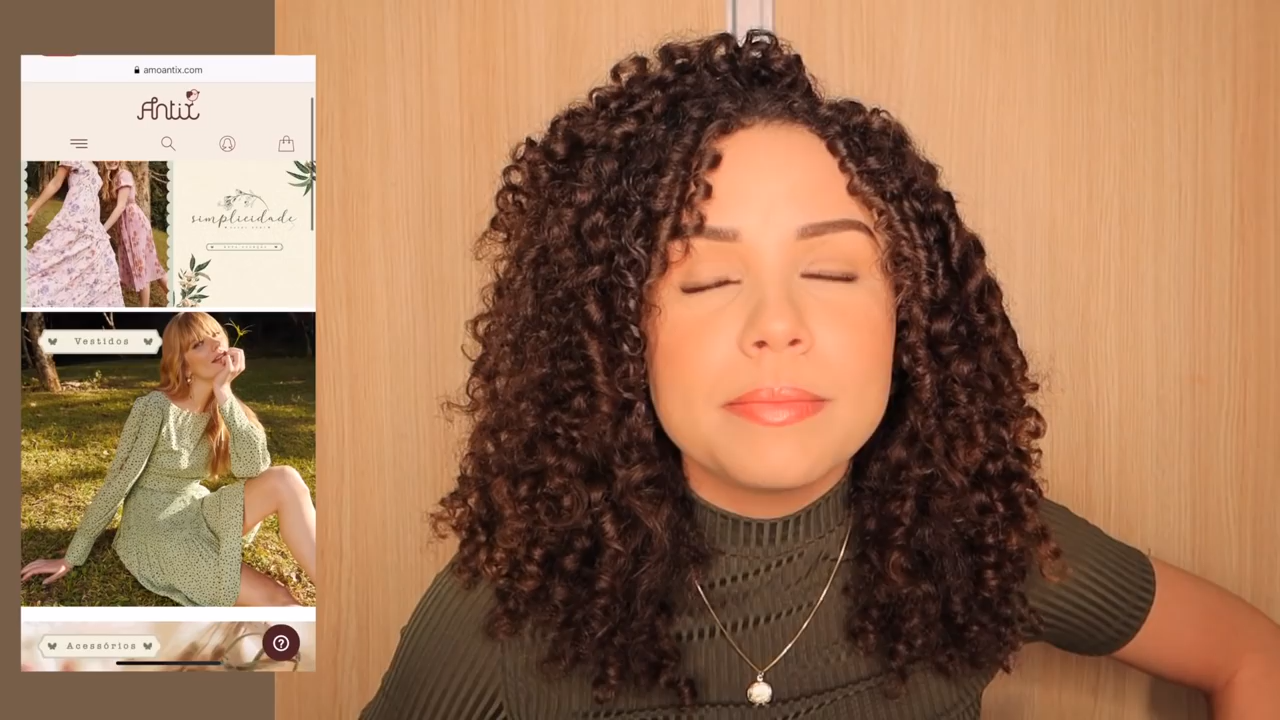 amoantix.com
Antix
simplicidade
Vestidos
Acessórios